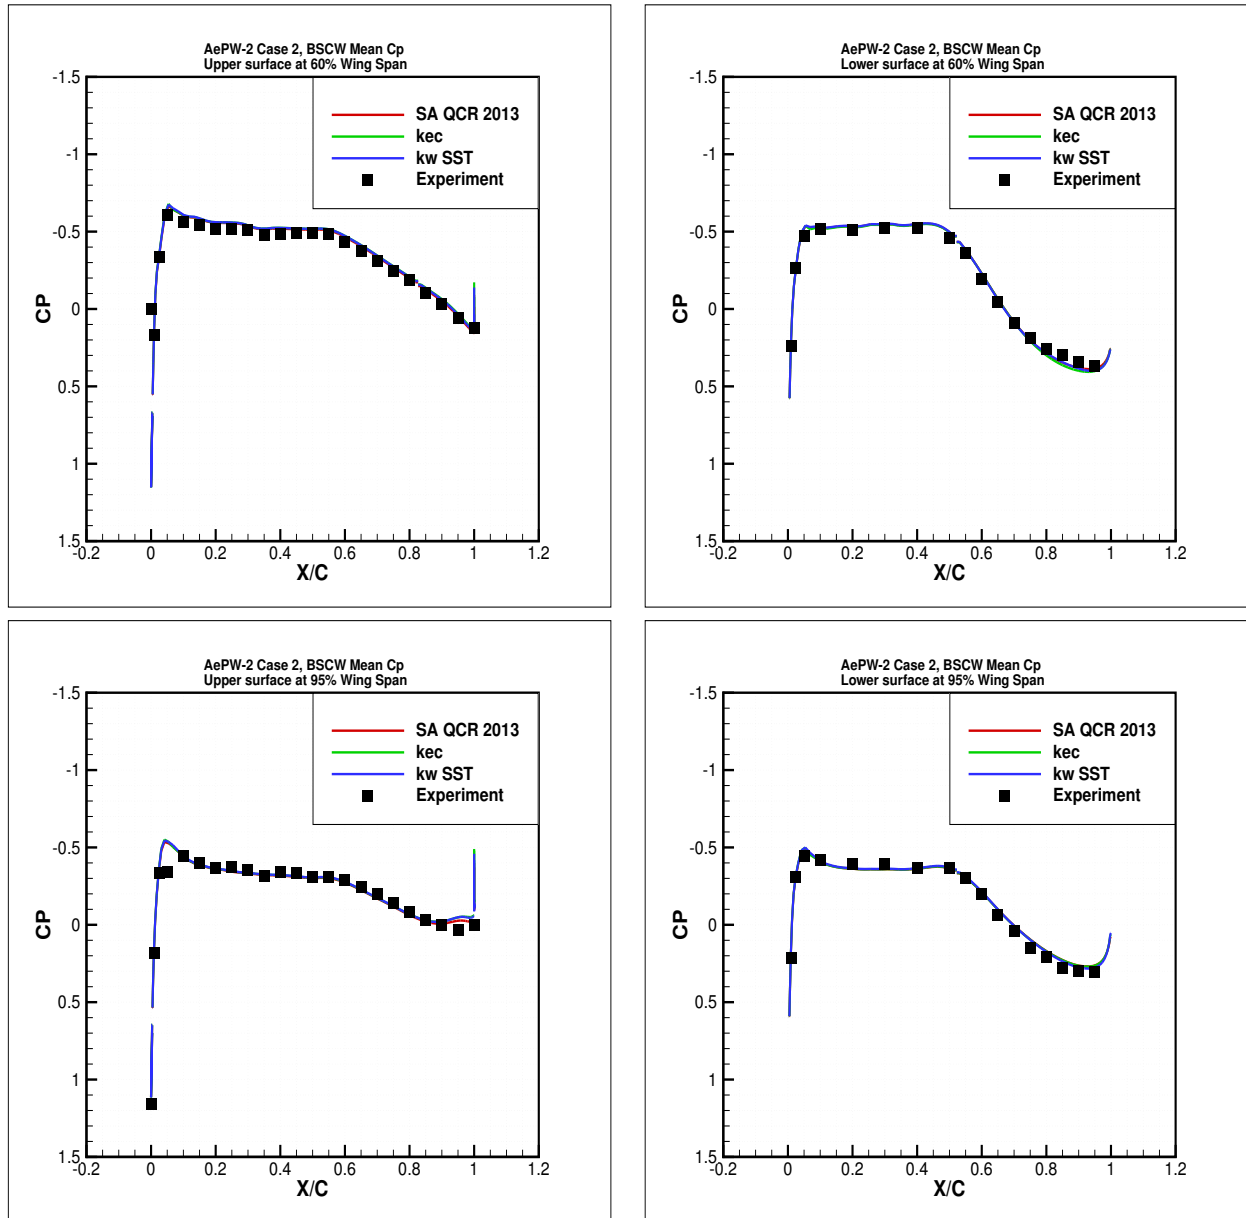 AePW-2 Case 2, BSCW Mean Cp
Upper surface at 60% Wing Span
-1.5
SA QCR 2013
kec
kw SST
Experiment
-1
-0.5
0
0.5
1
1.5
CP
-0.2
0
0.2
0.4
0.6
0.8
1
1.2
X/C
AePW-2 Case 2, BSCW Mean Cp
Lower surface at 60% Wing Span
-1.5
SA QCR 2013
kec
kw SST
Experiment
-1
-0.5
0
0.5
1
1.5
CP
-0.2
0
0.2
0.4
0.6
0.8
1
1.2
X/C
AePW-2 Case 2, BSCW Mean Cp
Upper surface at 95% Wing Span
-1.5
SA QCR 2013
kec
kw SST
Experiment
-1
-0.5
0
0.5
1
1.5
CP
-0.2
0
0.2
0.4
0.6
0.8
1
1.2
X/C
AePW-2 Case 2, BSCW Mean Cp
Lower surface at 95% Wing Span
-1.5
SA QCR 2013
kec
kw SST
Experiment
-1
-0.5
0
0.5
1
1.5
CP
-0.2
0
0.2
0.4
0.6
0.8
1
1.2
X/C